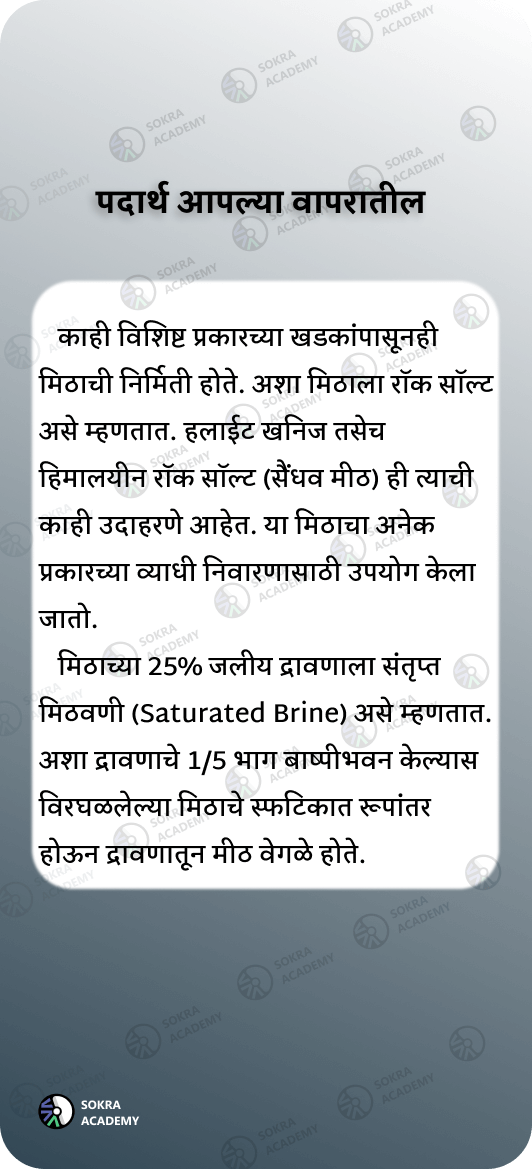 पदार्थ आपल्या वापरातील
काही विशिष्ट प्रकारच्या खडकांपासूनही
मिठाची निर्मिती होते. अशा मिठाला रॉक सॉल्ट
असे म्हणतात. हलाईट खनिज तसेच
हिमालयीन रॉक सॉल्ट (सैंधव मीठ) ही त्याची
काही उदाहरणे आहेत. या मिठाचा अनेक
प्रकारच्या व्याधी निवारणासाठी उपयोग केला
जातो.
मिठाच्या 25% जलीय द्रावणाला संतृप्त
मिठवणी (Saturated Brine) असे म्हणतात.
अशा द्रावणाचे 1/5 भाग बाष्पीभवन केल्यास
विरघळलेल्या मिठाचे स्फटिकात रूपांतर
होऊन द्रावणातून मीठ वेगळे होते.
SOKRA
ACADEMY